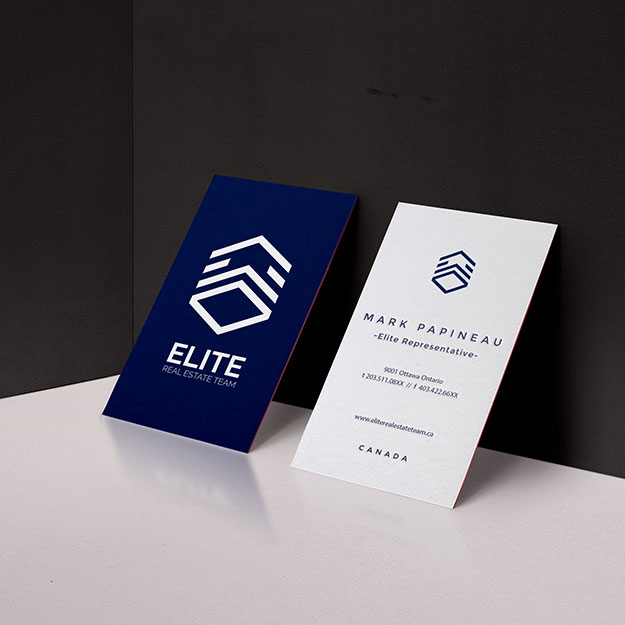 ELITE
REAL ESTATE TEAM
MARK PAPINEAU
-Elite Representative-
9001 Ottawa Ontario
t 203.511.08XX // f 403.422.66XX
www.eliterealestateteam.ca
CANADA